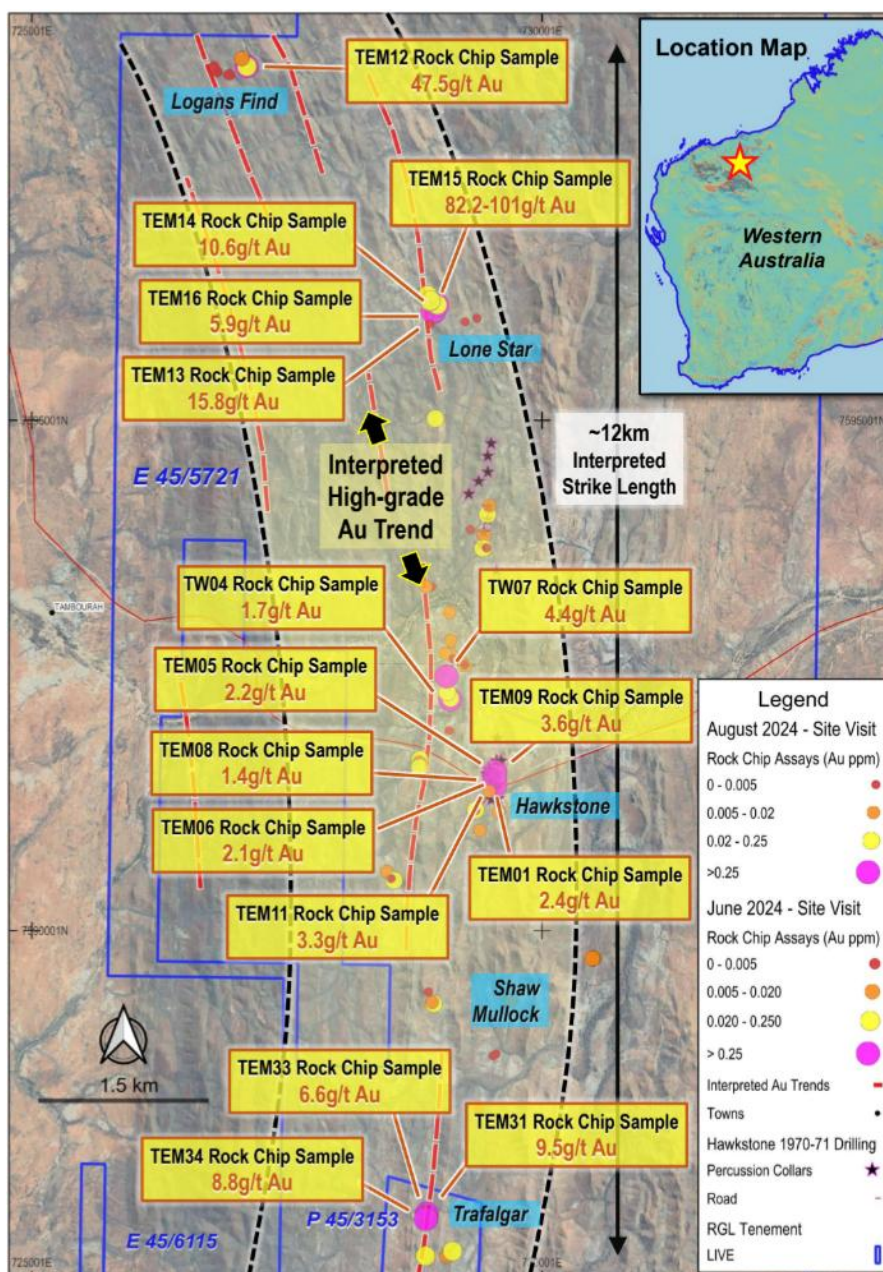 725001E
730001E
TEM12 Rock Chip Sample
47.5g/t Au
Logans Find
Location Map
Western
Australia
TEM15 Rock Chip Sample
82.2-101g/t Au
TEM14 Rock Chip Sample
10.6g/t Au
TEM16 Rock Chip Sample
5.9g/t Au
Lone Star
TEM13 Rock Chip Sample
15.8g/t Au
7595001N
7595001N
~12km
Interpreted
Strike Length
Interpreted
High-grade
Au Trend
E 45/5721
TW04 Rock Chip Sample
1.7g/t Au
TW07 Rock Chip Sample
4.4g/t Au
TAMBOURAH
TEM05 Rock Chip Sample
2.2g/t Au
TEM09 Rock Chip Sample
3.6g/t Au
TEM08 Rock Chip Sample
1.4g/t Au
Hawkstone
TEM06 Rock Chip Sample
2.1g/t Au
TEM01 Rock Chip Sample
2.4g/t Au
TEM11 Rock Chip Sample
3.3g/t Au
7590001N
Shaw
Mullock
1.5 km
TEM33 Rock Chip Sample
6.6g/t Au
TEM31 Rock Chip Sample
9.5g/t Au
TEM34 Rock Chip Sample
8.8g/t Au
P 45/3153
Trafalgar
E 45/6115
725001E
Legend
August 2024 - Site Visit
Rock Chip Assays (Au ppm)
0 - 0.005
0.005 - 0.02
0.02 - 0.25
>0.25
June 2024 - Site Visit
Rock Chip Assays (Au ppm)
0 - 0.005
0.005 - 0.020
0.020 - 0.250
> 0.25
Interpreted Au Trends
Towns
Hawkstone 1970-71 Drilling
Percussion Collars
Road
RGL Tenement
LIVE